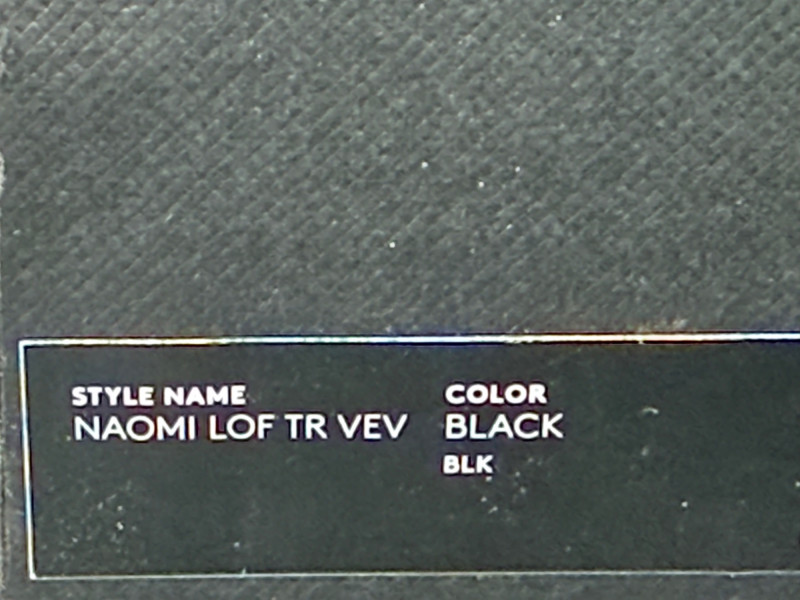 STYLE NAME
NAOMI LOF TR VEV
COLOR
BLACK
BLK